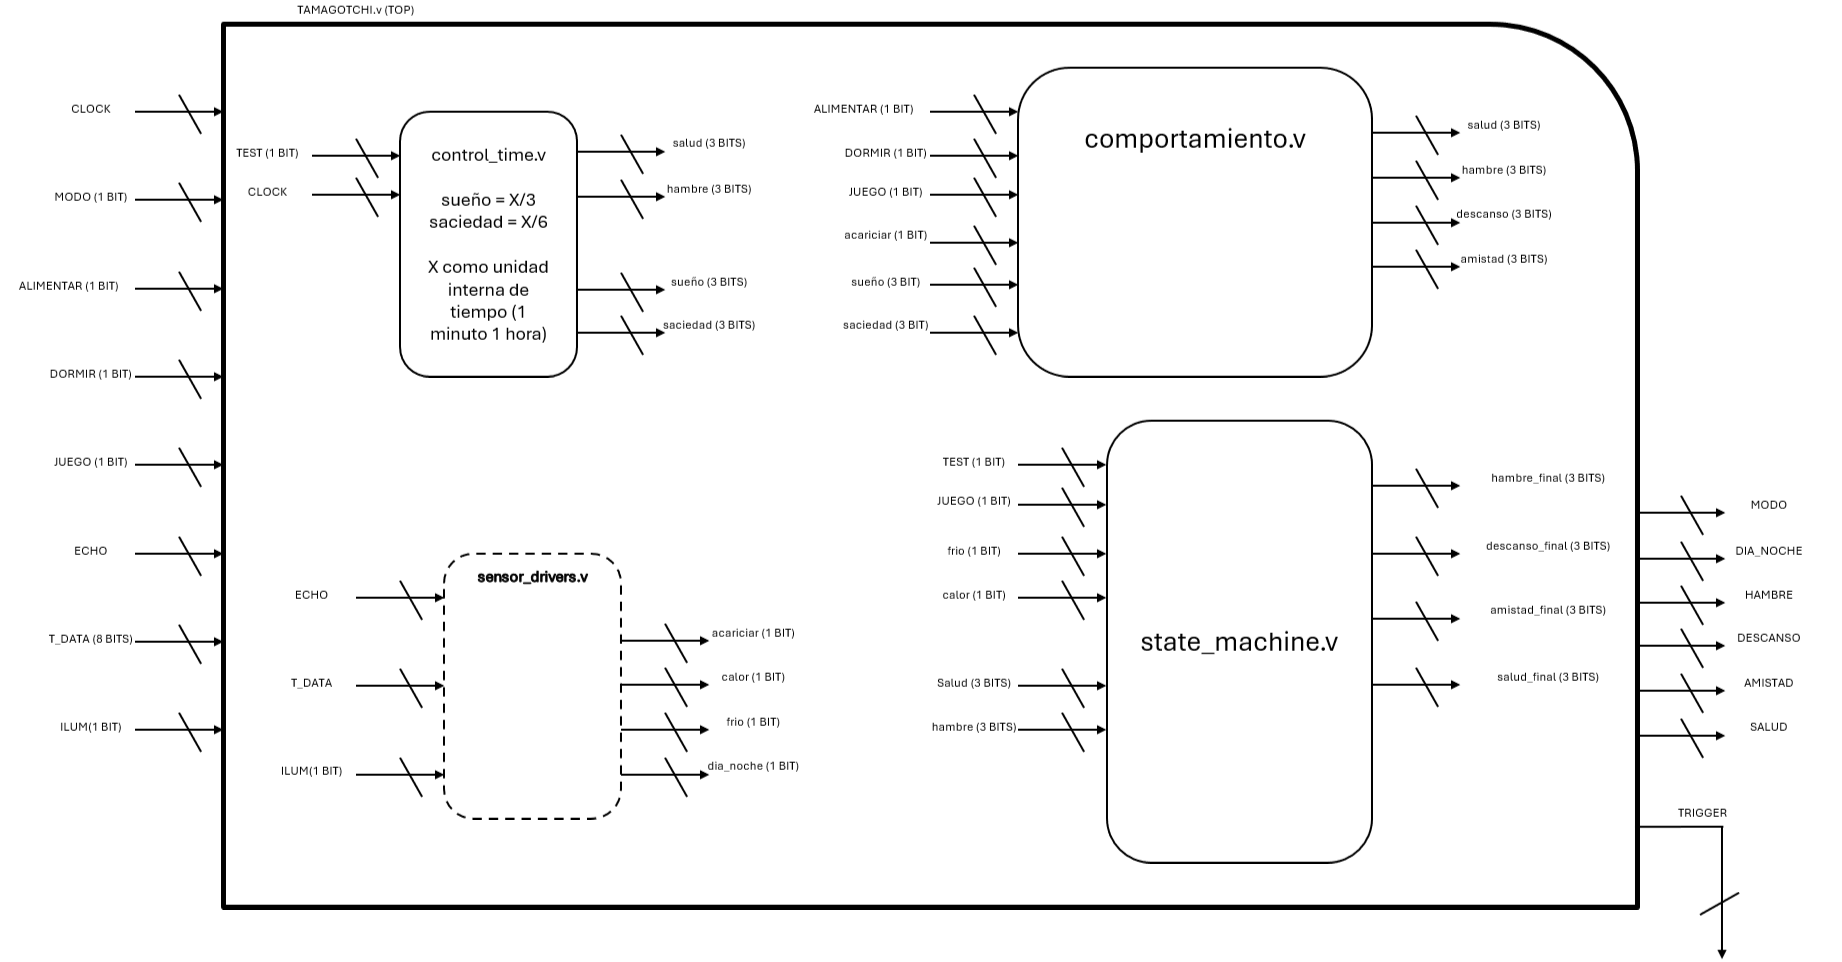 TAMAGOTCHI.v (TOP)
CLOCK
MODO (1 BIT)
ALIMENTAR (1 BIT)
DORMIR (1 BIT)
JUEGO (1 BIT)
ECHO
T_DATA (8 BITS)
ILUM(1 BIT)
TEST (1 BIT)
CLOCK
control_time.v
sueño = X/3
saciedad = X/6
X como unidad
interna de
tiempo (1
minuto 1 hora)
salud (3 BITS)
hambre (3 BITS)
sueño (3 BITS)
saciedad (3 BITS)
ALIMENTAR (1 BIT)
DORMIR (1 BIT)
JUEGO (1 BIT)
acariciar (1 BIT)
sueño (3 BIT)
saciedad (3 BIT)
comportamiento.v
salud (3 BITS)
hambre (3 BITS)
descanso (3 BITS)
amistad (3 BITS)
ECHO
T_DATA
ILUM(1 BIT)
sensor_drivers.v
acariciar (1 BIT)
calor (1 BIT)
frio (1 BIT)
dia_noche (1 BIT)
TEST (1 BIT)
JUEGO (1 BIT)
frio (1 BIT)
calor (1 BIT)
Salud (3 BITS)
hambre (3 BITS)
state_machine.v
hambre_final (3 BITS)
descanso_final (3 BITS)
amistad_final (3 BITS)
salud_final (3 BITS)
MODO
DIA_NOCHE
HAMBRE
DESCANSO
AMISTAD
SALUD
TRIGGER